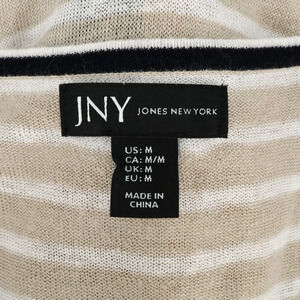 JNY JONES NEW YORK
US: M
CA: M/M
UK: M
EU: M
MADE IN
CHINA